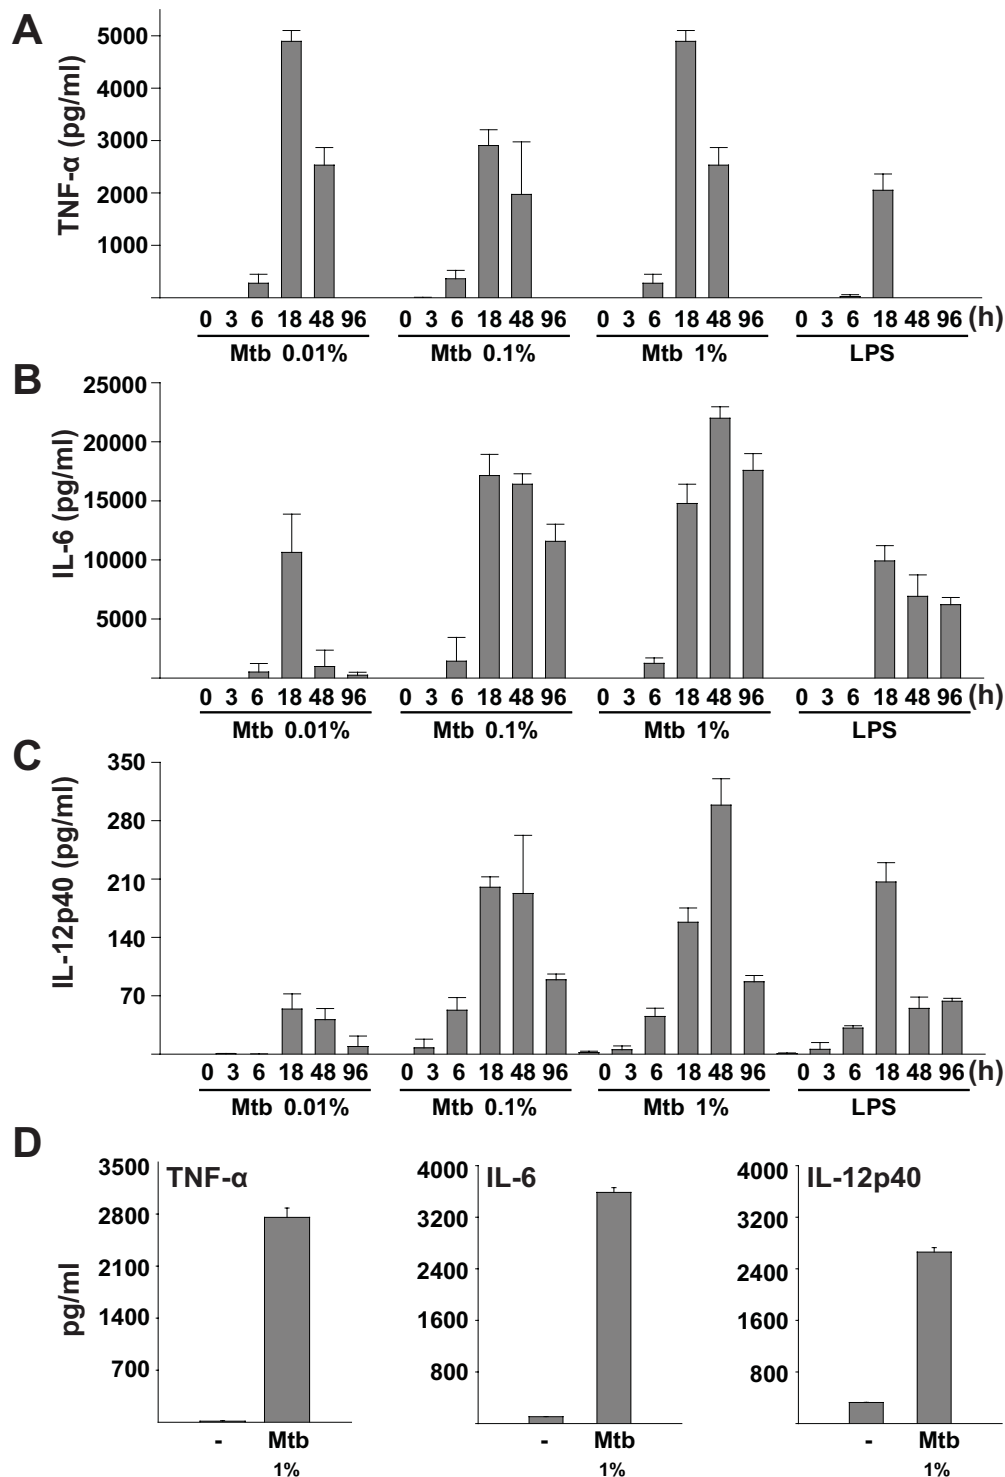 A
TNF-α (pg/ml)
5000
4000
3000
2000
1000
0 3 6 18 48 96 0 3 6 18 48 96 0 3 6 18 48 96 0 3 6 18 48 96 (h)
Mtb 0.01% Mtb 0.1% Mtb 1% LPS
B
IL-6 (pg/ml)
25000
20000
15000
10000
5000
0 3 6 18 48 96 0 3 6 18 48 96 0 3 6 18 48 96 0 3 6 18 48 96 (h)
Mtb 0.01% Mtb 0.1% Mtb 1% LPS
C
IL-12p40 (pg/ml)
350
280
210
140
70
0 3 6 18 48 96 0 3 6 18 48 96 0 3 6 18 48 96 0 3 6 18 48 96 (h)
Mtb 0.01% Mtb 0.1% Mtb 1% LPS
D
pg/ml
TNF-α
3500
2800
2100
1400
700
- Mtb
1%
IL-6
4000
3200
2400
1600
800
- Mtb
1%
IL-12p40
4000
3200
2400
1600
800
- Mtb
1%